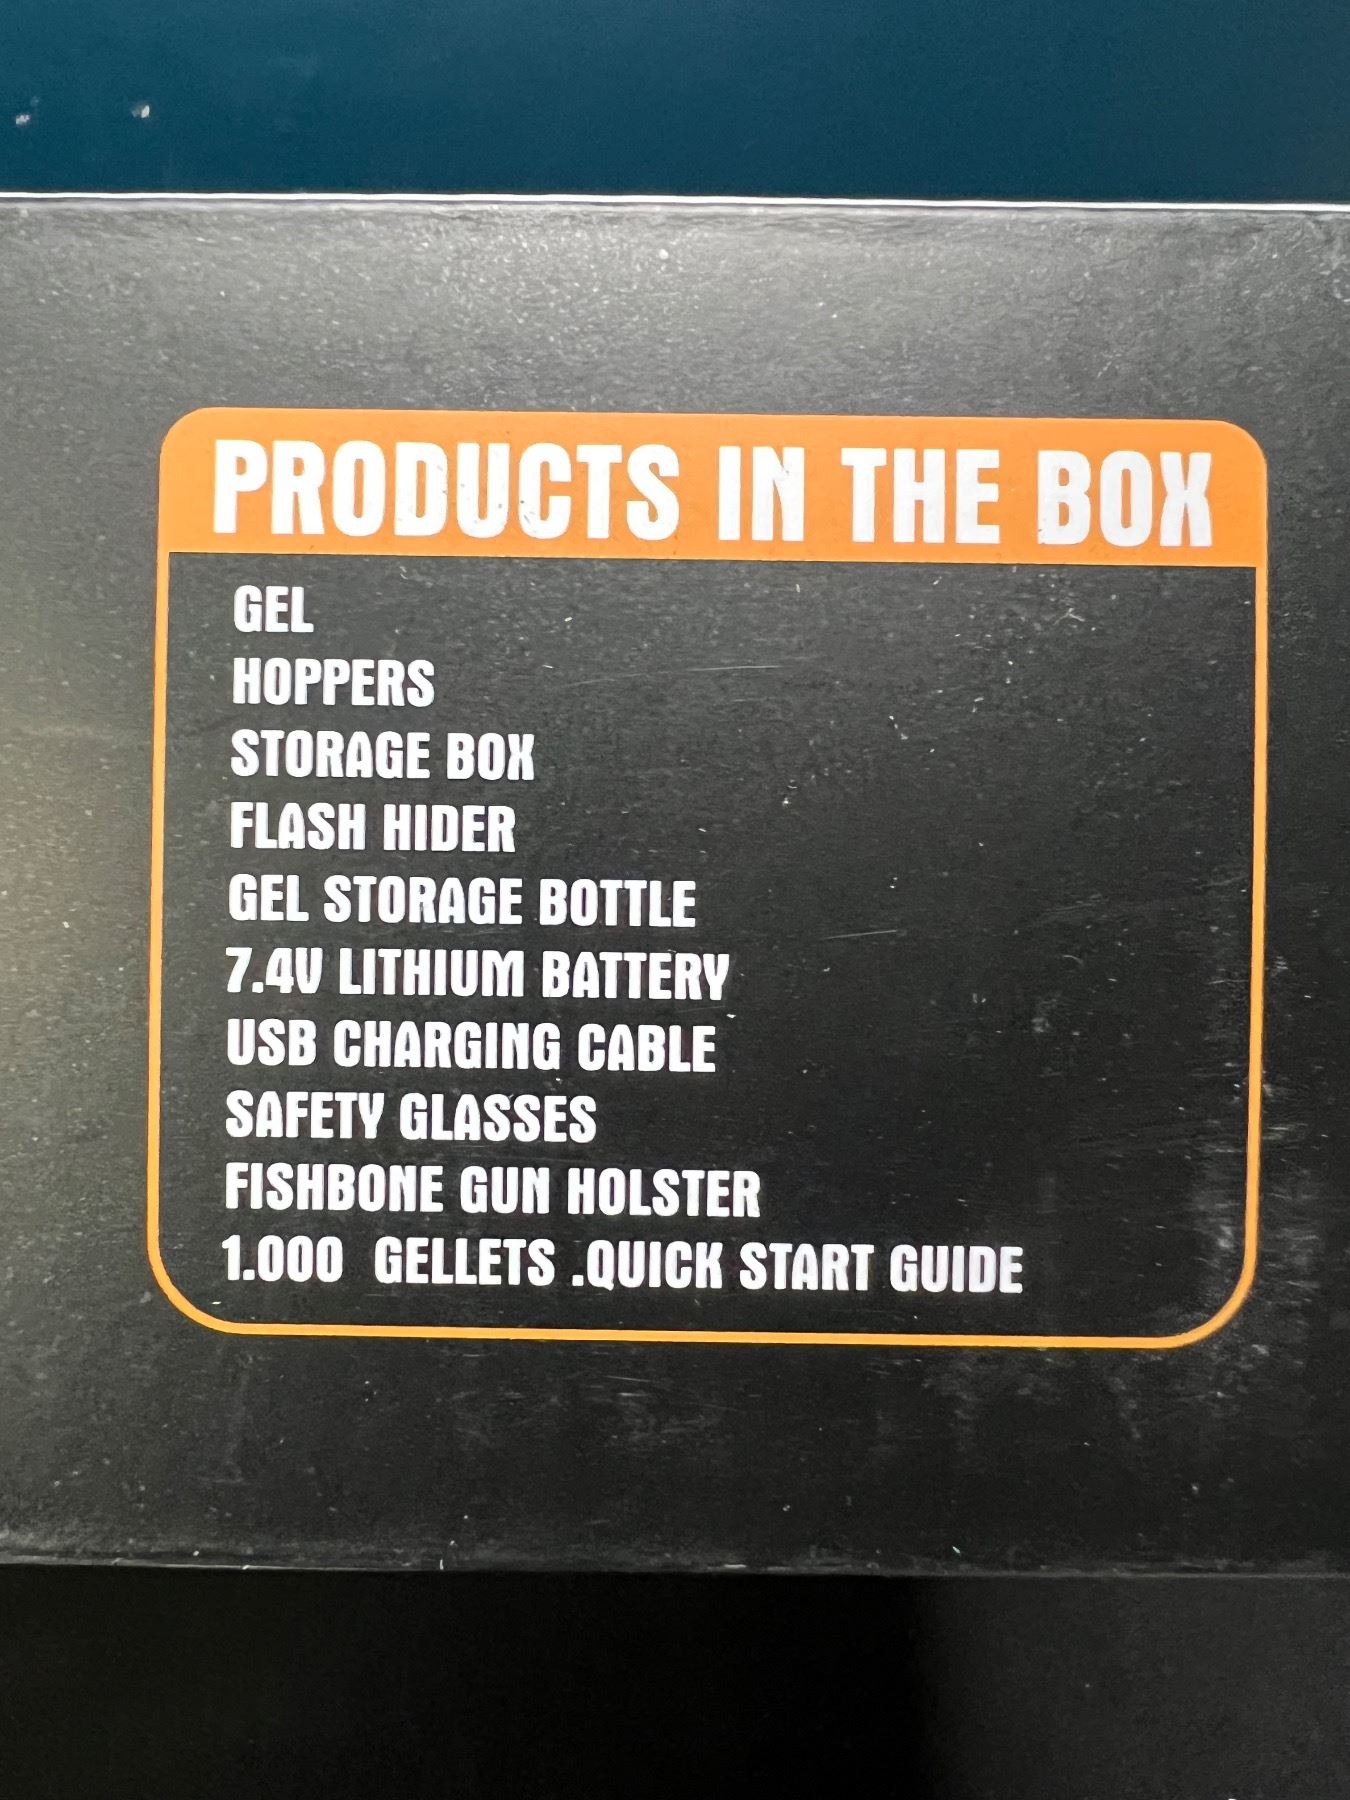 PRODUCTS IN THE BOX
GEL
HOPPERS
STORAGE BOX
FLASH HIDER
GEL STORAGE BOTTLE
7.4V LITHIUM BATTERY
USB CHARGING CABLE
SAFETY GLASSES
FISHBONE GUN HOLSTER
1.000 GELLETS .QUICK START GUIDE